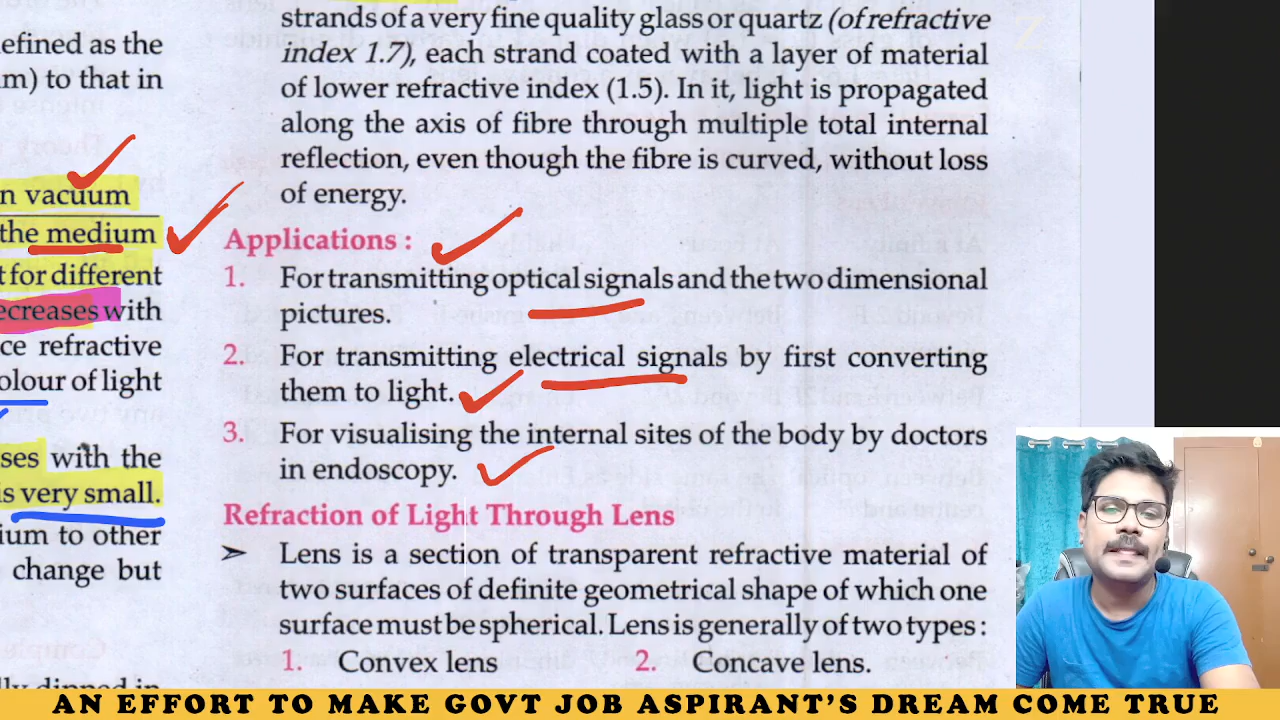 efined as the
m) to that in
n vacuum
the medium
t for different
ecreases with
ce refractive
olour of light
ses with the
is very small.
ium to other
change but
lly dipped in
strands of a very fine quality glass or quartz (of refractive
index 1.7), each strand coated with a layer of material
of lower refractive index (1.5). In it, light is propagated
along the axis of fibre through multiple total internal
reflection, even though the fibre is curved, without loss
of energy.
Applications :
1. For transmitting optical signals and the two dimensional
pictures.
2. For transmitting electrical signals by first converting
them to light.
3. For visualising the internal sites of the body by doctors
in endoscopy.
Refraction of Light Through Lens
➢ Lens is a section of transparent refractive material of
two surfaces of definite geometrical shape of which one
surface must be spherical. Lens is generally of two types :
1. Convex lens 2. Concave lens.
AN EFFORT TO MAKE GOVT JOB ASPIRANT'S DREAM COME TRUE